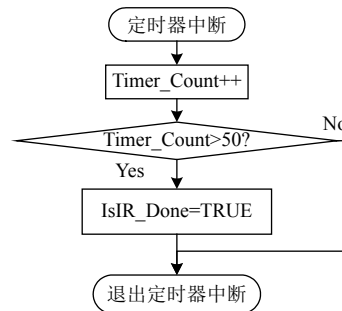 定时器中断
Timer_Count++
Timer_Count>50?
No
Yes
IsIR_Done=TRUE
退出定时器中断